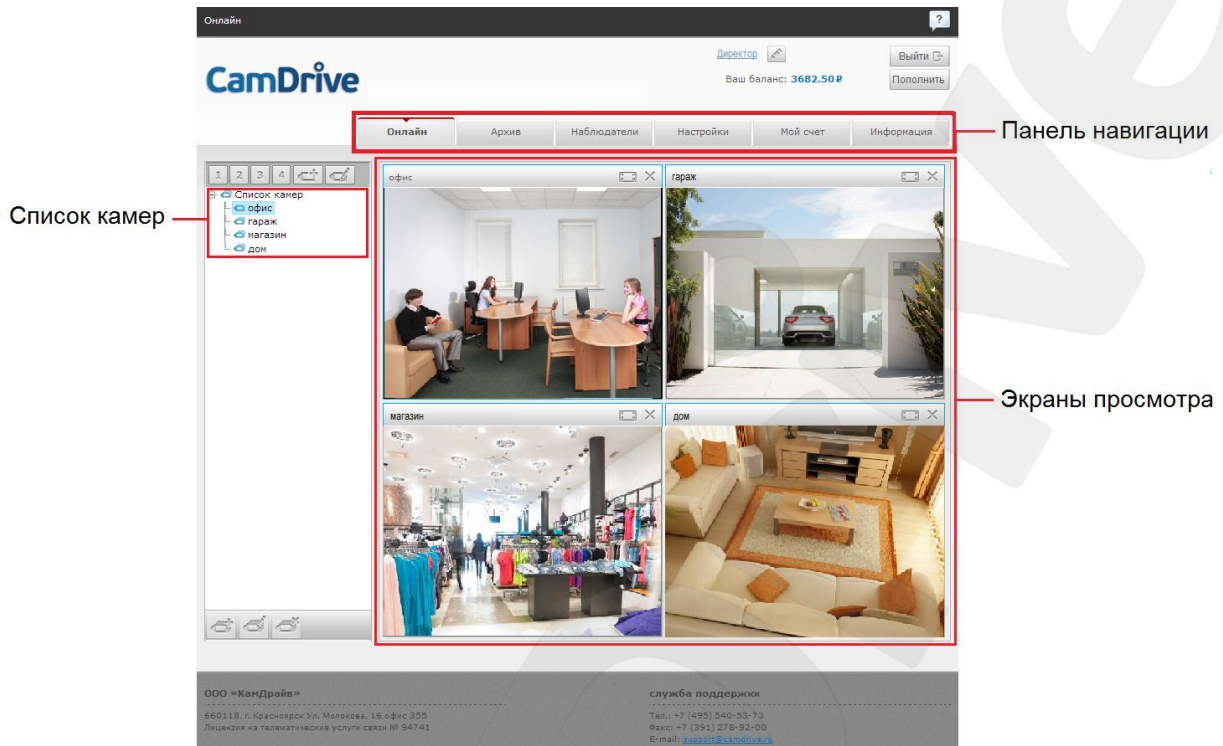 Онлайн
?
CamDrive
Директор
Выйти
Ваш баланс: 3682.50 ₽
Пополнить
Онлайн
Архив
Наблюдатели
Настройки
Мой счет
Информация
Панель навигации
1 2 3 4
Список камер
офис
гараж
магазин
дом
Список камер
офис
гараж
магазин
дом
Экраны просмотра
ООО «КамДрайв»
660118, г. Красноярск Ул. Молокова, 16 офис 355
Лицензия на телематические услуги связи № 94741
служба поддержки
Тел.: +7 (495) 540-53-73
Факс: +7 (391) 278-92-00
E-mail: support@camdrive.ru